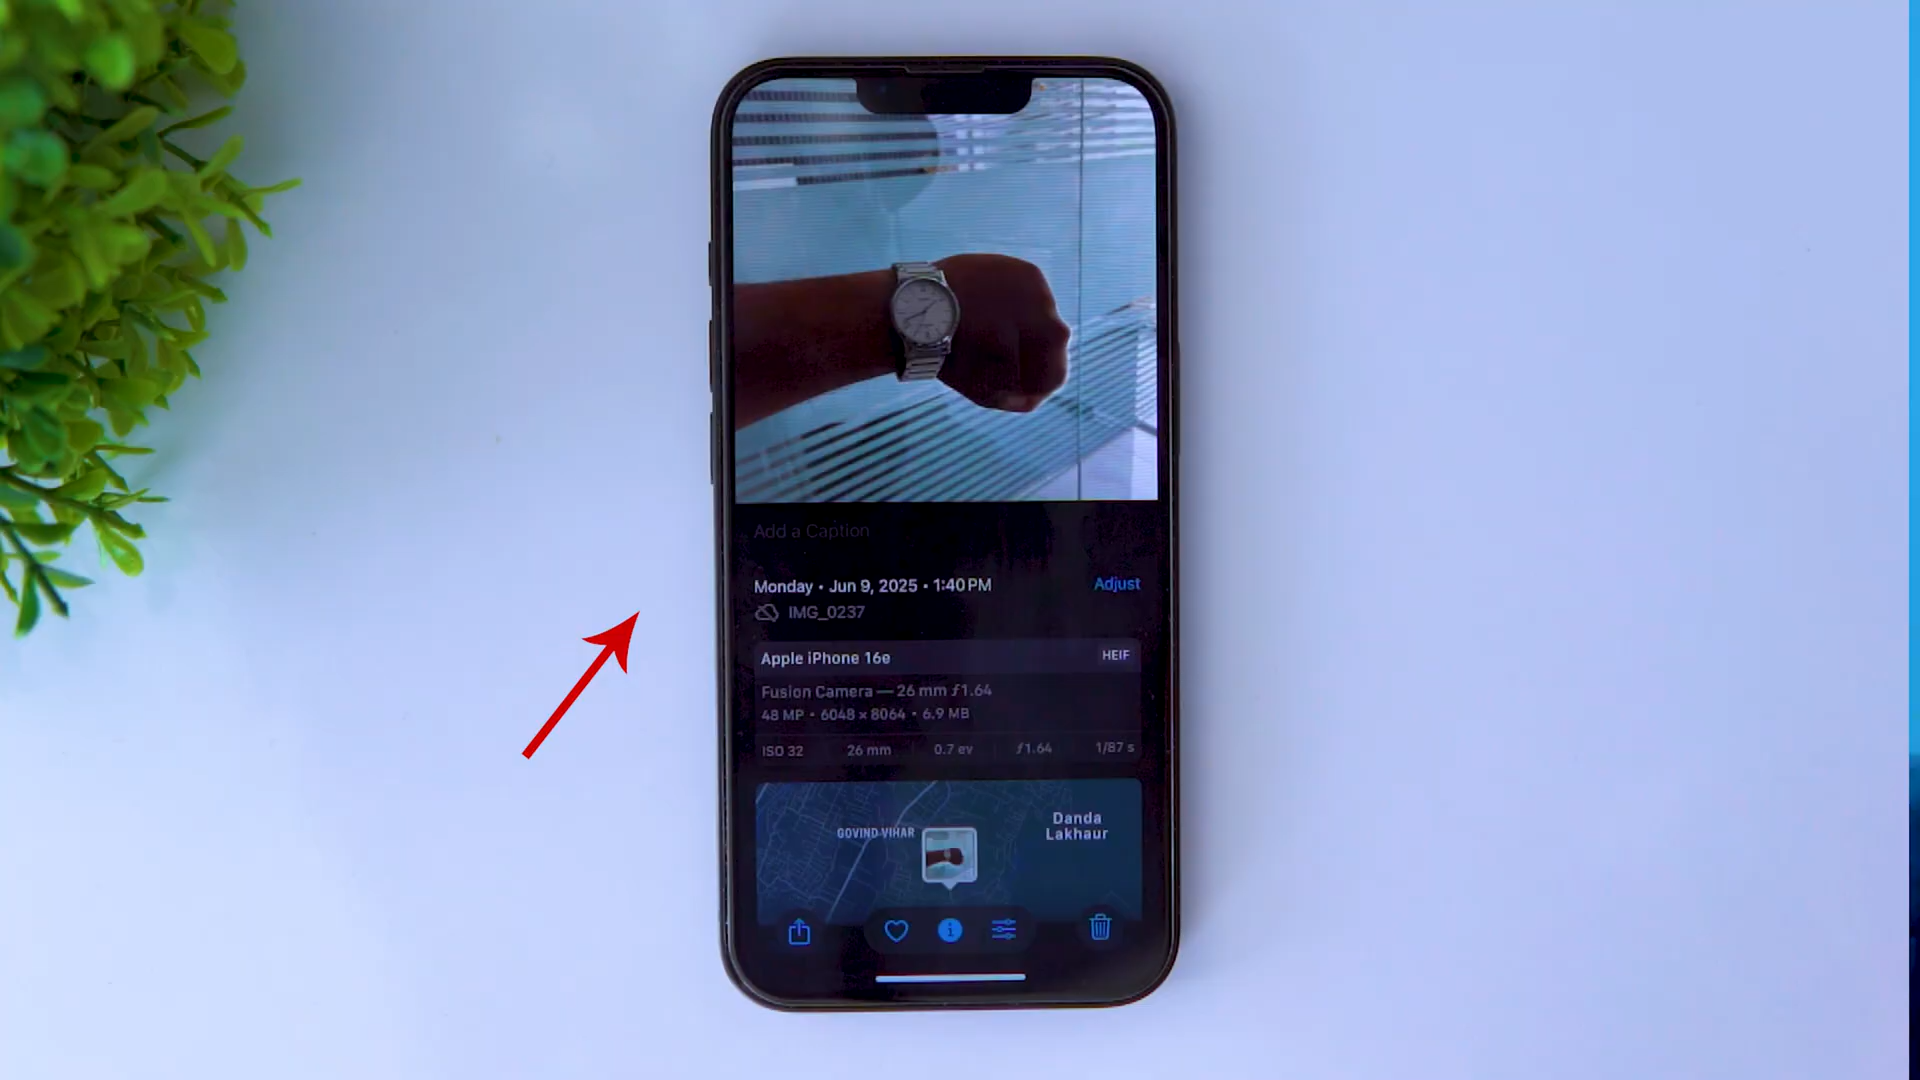 Add a Caption
Monday • Jun 9, 2025 • 1:40 PM Adjust
IMG_0237
Apple iPhone 16e HEIF
Fusion Camera — 26 mm ƒ1.64
48 MP • 6048 × 8064 • 6.9 MB
ISO 32 26 mm 0.7 ev ƒ1.64 1/87 s
GOVIND VIHAR
Danda
Lakhaur